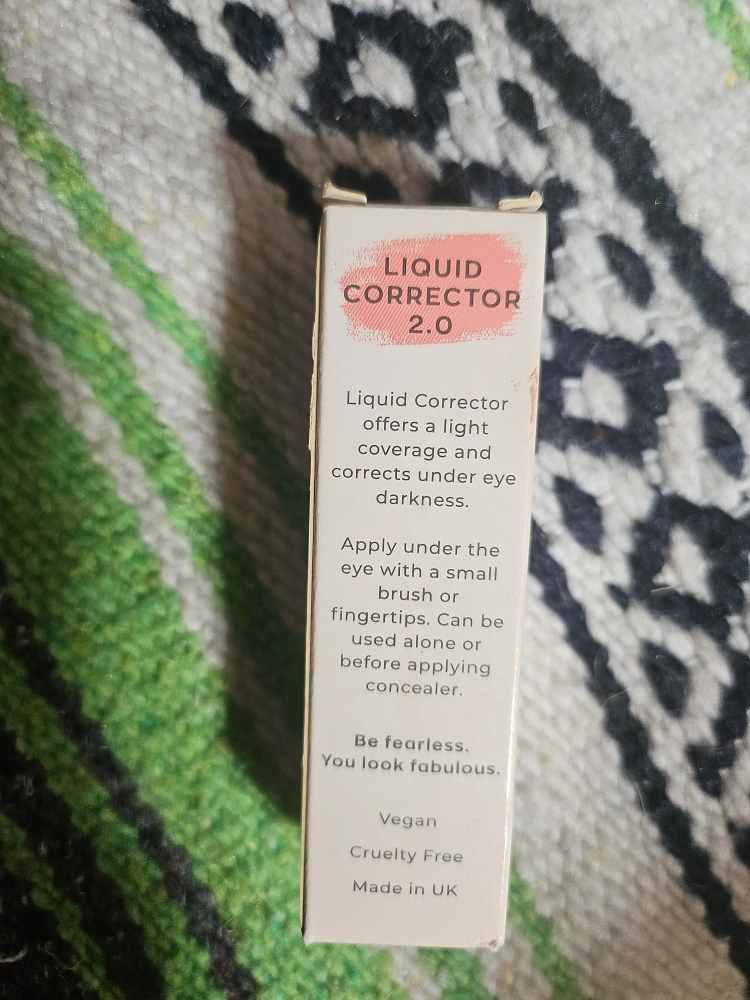 LIQUID
CORRECTOR
2.0
Liquid Corrector
offers a light
coverage and
corrects under eye
darkness.
Apply under the
eye with a small
brush or
fingertips. Can be
used alone or
before applying
concealer.
Be fearless.
You look fabulous.
Vegan
Cruelty Free
Made in UK